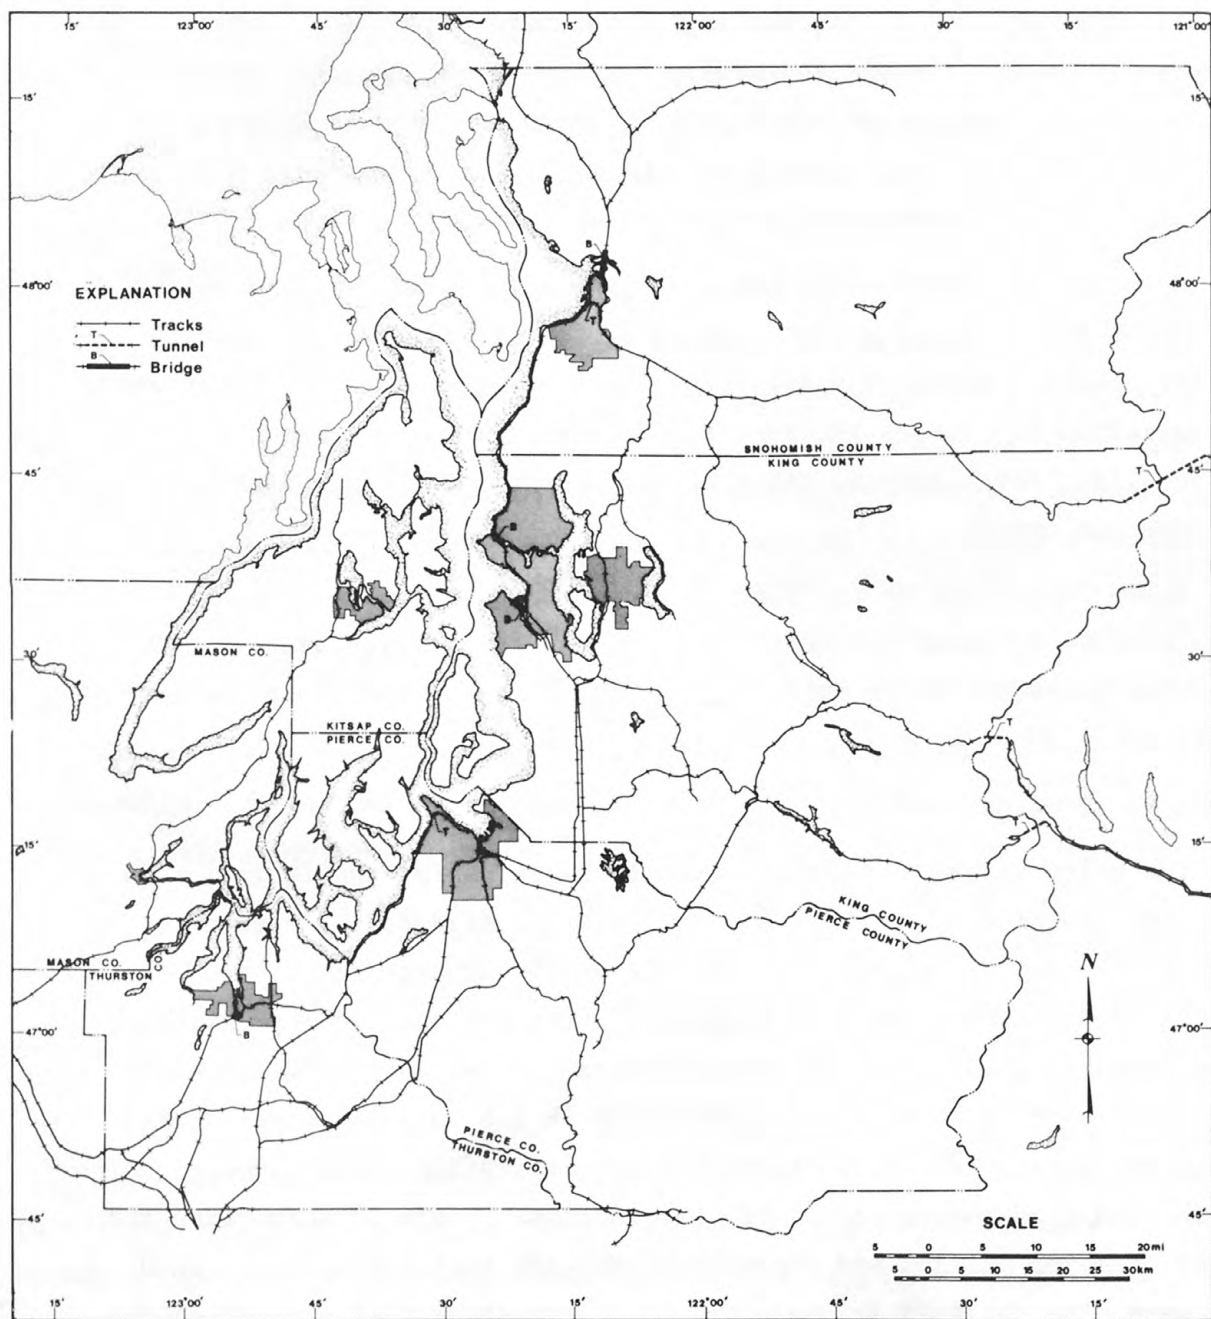 15' 123°00' 45' 30' 15' 122°00' 45' 30' 15' 121°00'
15' 15'
B
48°00' 48°00'
EXPLANATION
T
Tracks
Tunnel
B
Bridge
T
SNOHOMISH COUNTY
KING COUNTY
45' 45'
T
B
B
30' 30'
MASON CO.
KITSAP CO.
PIERCE CO.
T
T
15' 15'
KING COUNTY
PIERCE COUNTY
MASON CO.
THURSTON CO.
N
47°00' 47°00'
B
PIERCE CO.
THURSTON CO.
45' 45'
SCALE
5 0 5 10 15 20 mi
5 0 5 10 15 20 25 30 km
15' 123°00' 45' 30' 15' 122°00' 45' 30' 15'